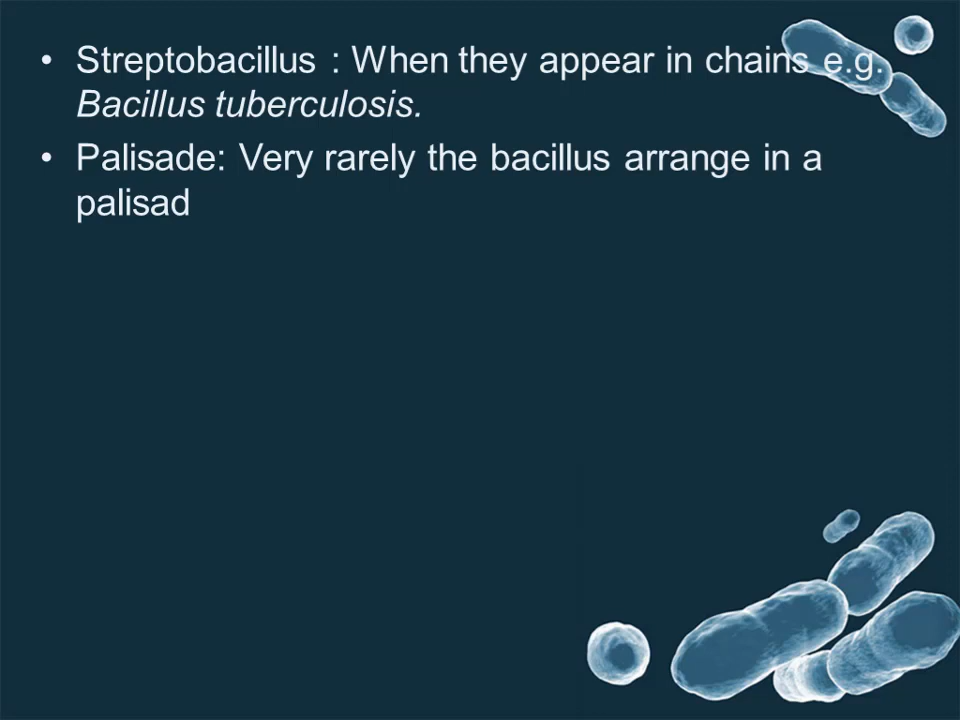 • Streptobacillus : When they appear in chains e.g.
Bacillus tuberculosis.
• Palisade: Very rarely the bacillus arrange in a
palisad